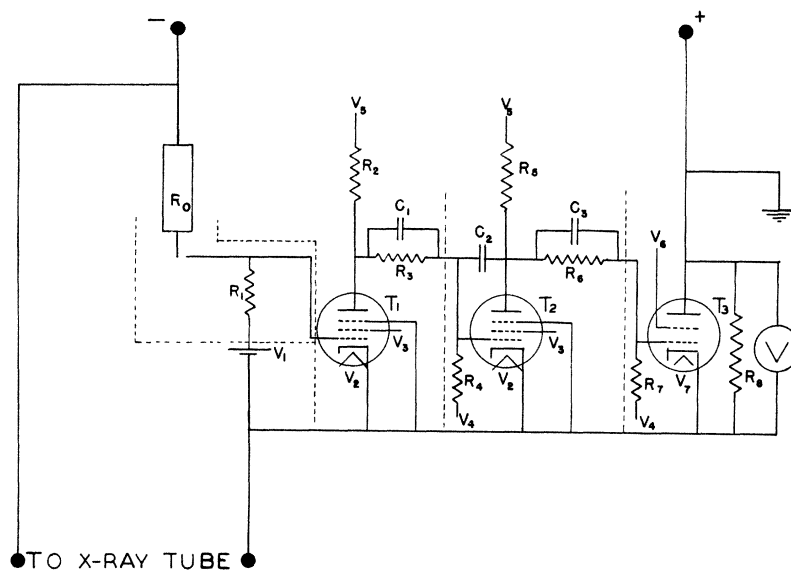 − +
V₅ V₅
R₂ R₅
R₀
C₁ C₂ C₃ V₆
R₃ R₆
R₁ T₁ T₂ T₃
V₁ V₃ V₃ R₈ V
V₂ R₄ V₂ R₇ V₇
V₄ V₄
TO X-RAY TUBE